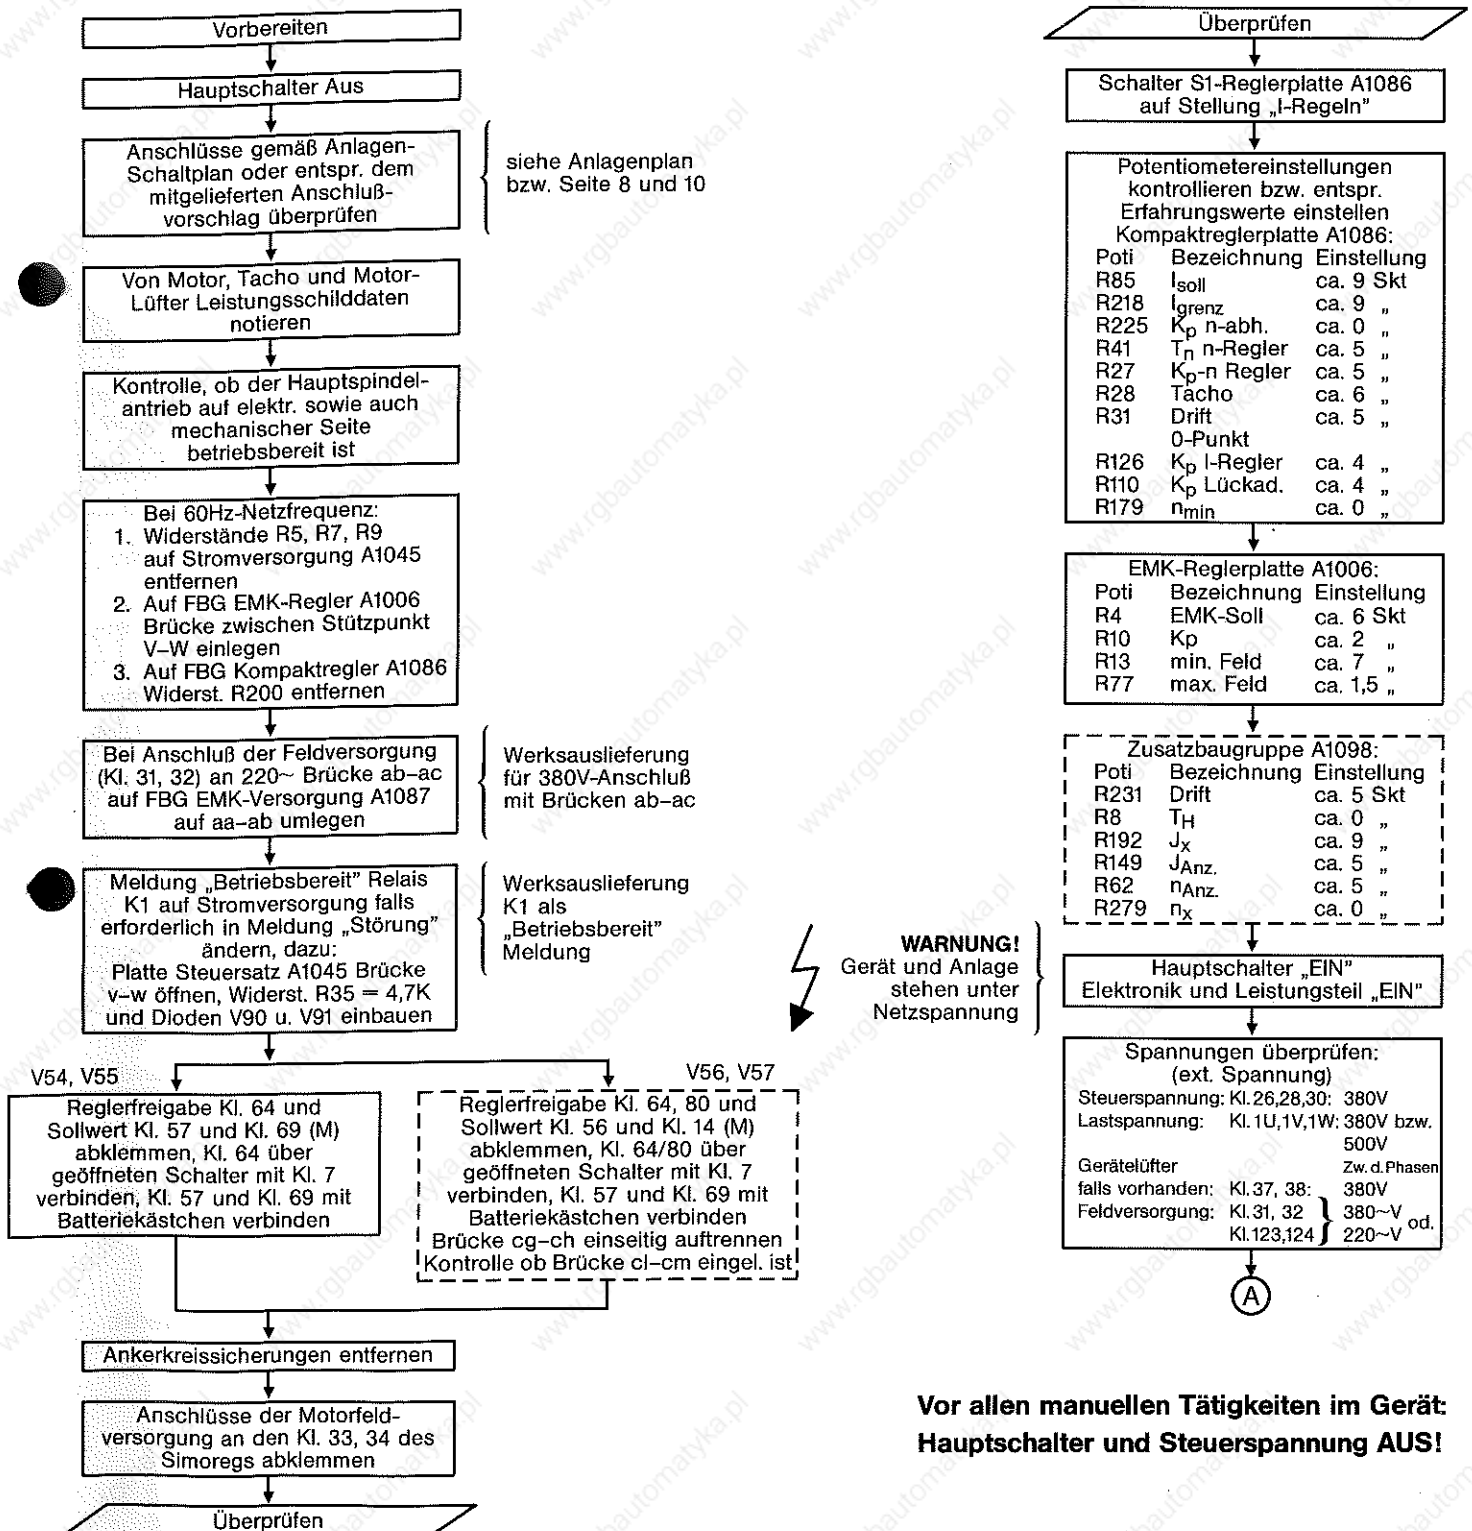 Vorbereiten
Hauptschalter Aus
Anschlüsse gemäß Anlagen-
Schaltplan oder entspr. dem
mitgelieferten Anschluß-
vorschlag überprüfen
siehe Anlagenplan
bzw. Seite 8 und 10
Von Motor, Tacho und Motor-
Lüfter Leistungsschilddaten
notieren
Kontrolle, ob der Hauptspindel-
antrieb auf elektr. sowie auch
mechanischer Seite
betriebsbereit ist
Bei 60Hz-Netzfrequenz:
1. Widerstände R5, R7, R9
auf Stromversorgung A1045
entfernen
2. Auf FBG EMK-Regler A1006
Brücke zwischen Stützpunkt
V–W einlegen
3. Auf FBG Kompaktregler A1086
Widerst. R200 entfernen
Bei Anschluß der Feldversorgung
(Kl. 31, 32) an 220~ Brücke ab-ac
auf FBG EMK-Versorgung A1087
auf aa–ab umlegen
Werksauslieferung
für 380V-Anschluß
mit Brücken ab-ac
Meldung „Betriebsbereit" Relais
K1 auf Stromversorgung falls
erforderlich in Meldung „Störung"
ändern, dazu:
Platte Steuersatz A1045 Brücke
v–w öffnen, Widerst. R35 = 4,7K
und Dioden V90 u. V91 einbauen
Werksauslieferung
K1 als
„Betriebsbereit"
Meldung
V54, V55
Reglerfreigabe Kl. 64 und
Sollwert Kl. 57 und Kl. 69 (M)
abklemmen, Kl. 64 über
geöffneten Schalter mit Kl. 7
verbinden, Kl. 57 und Kl. 69 mit
Batteriekästchen verbinden
V56, V57
Reglerfreigabe Kl. 64, 80 und
Sollwert Kl. 56 und Kl. 14 (M)
abklemmen, Kl. 64/80 über
geöffneten Schalter mit Kl. 7
verbinden, Kl. 57 und Kl. 69 mit
Batteriekästchen verbinden
Brücke cg–ch einseitig auftrennen
Kontrolle ob Brücke cl–cm eingel. ist
Ankerkreissicherungen entfernen
Anschlüsse der Motorfeld-
versorgung an den Kl. 33, 34 des
Simoregs abklemmen
Überprüfen
Überprüfen
Schalter S1-Reglerplatte A1086
auf Stellung „I-Regeln"
Potentiometereinstellungen
kontrollieren bzw. entspr.
Erfahrungswerte einstellen
Kompaktreglerplatte A1086:
Poti Bezeichnung Einstellung
R85 Isoll ca. 9 Skt
R218 Igrenz ca. 9 „
R225 Kp n-abh. ca. 0 „
R41 Tn n-Regler ca. 5 „
R27 Kp-n Regler ca. 5 „
R28 Tacho ca. 6 „
R31 Drift ca. 5 „
0-Punkt
R126 Kp I-Regler ca. 4 „
R110 Kp Lückad. ca. 4 „
R179 nmin ca. 0 „
EMK-Reglerplatte A1006:
Poti Bezeichnung Einstellung
R4 EMK-Soll ca. 6 Skt
R10 Kp ca. 2 „
R13 min. Feld ca. 7 „
R77 max. Feld ca. 1,5 „
Zusatzbaugruppe A1098:
Poti Bezeichnung Einstellung
R231 Drift ca. 5 Skt
R8 TH ca. 0 „
R192 Jx ca. 9 „
R149 JAnz. ca. 5 „
R62 nAnz. ca. 5 „
R279 nx ca. 0 „
WARNUNG!
Gerät und Anlage
stehen unter
Netzspannung
Hauptschalter „EIN"
Elektronik und Leistungsteil „EIN"
Spannungen überprüfen:
(ext. Spannung)
Steuerspannung: Kl.26,28,30: 380V
Lastspannung: Kl.1U,1V,1W: 380V bzw.
500V
Gerätelüfter Zw. d. Phasen
falls vorhanden: Kl.37, 38: 380V
Feldversorgung: Kl.31, 32 380~V od.
Kl.123,124 220~V
A
Vor allen manuellen Tätigkeiten im Gerät:
Hauptschalter und Steuerspannung AUS!
www.rgbautomatyka.pl